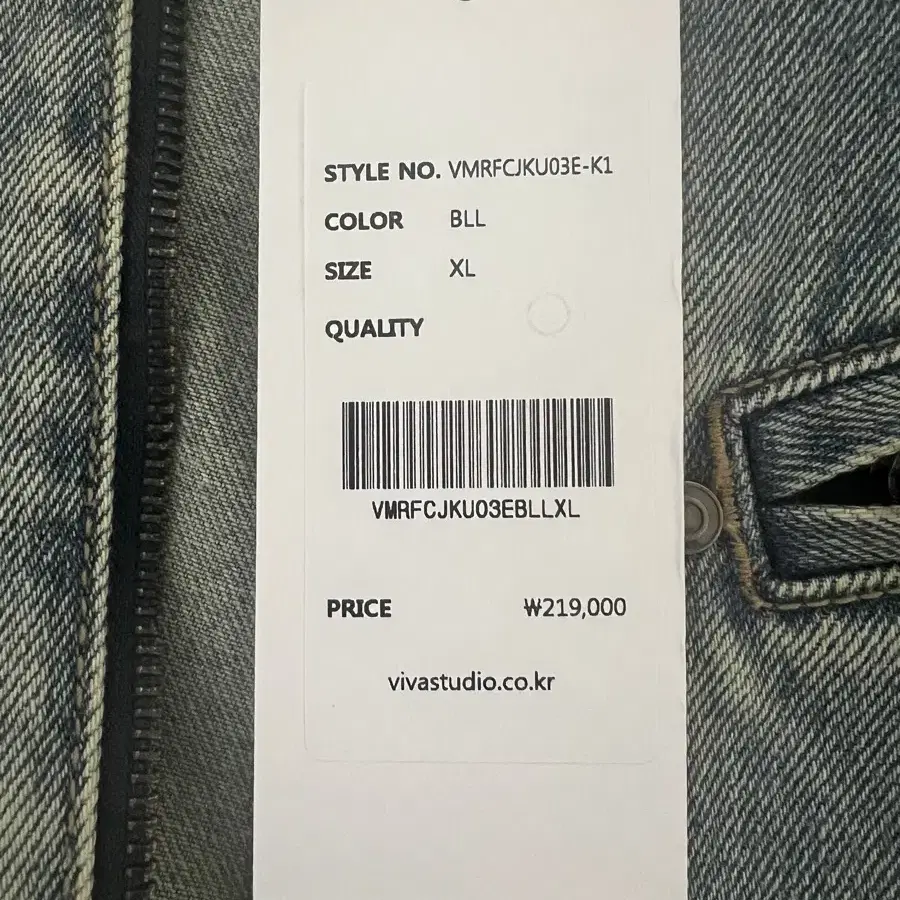 STYLE NO. VMRFCJKU03E-K1
COLOR BLL
SIZE XL
QUALITY
VMRFCJKU03EBLLXL
PRICE ₩219,000
vivastudio.co.kr